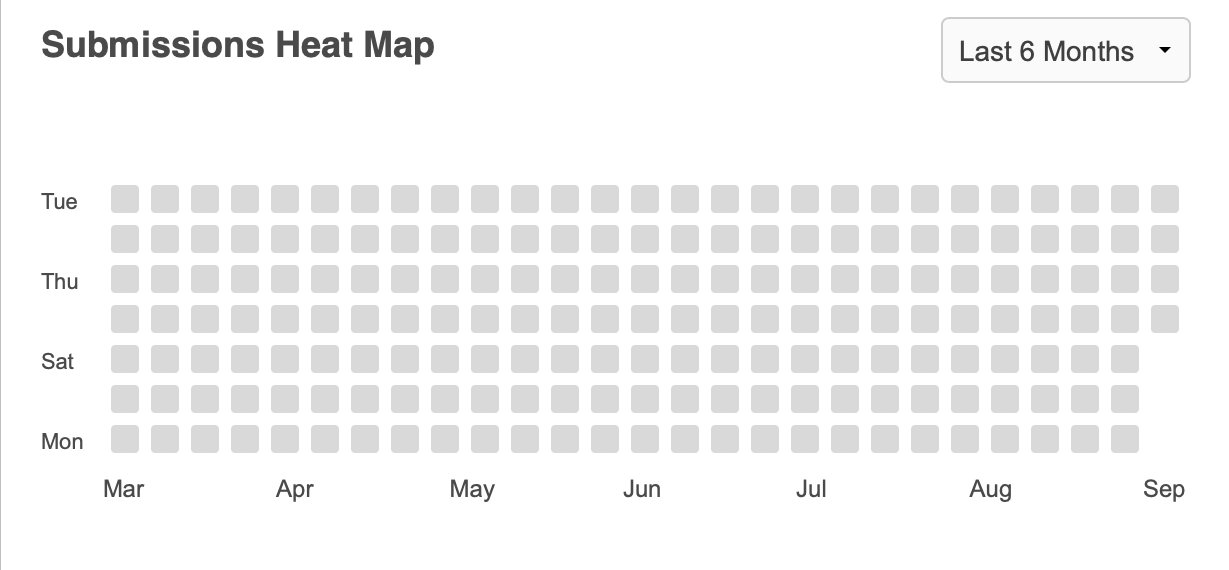 Submissions Heat Map
Last 6 Months
Tue
Thu
Sat
Mon
Mar Apr May Jun Jul Aug Sep